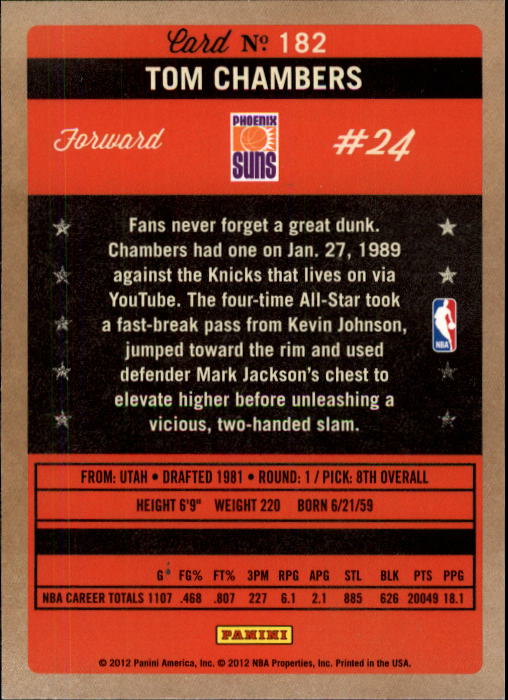 Card Nº 182
TOM CHAMBERS
Forward
PHOENIX
SUNS
#24
Fans never forget a great dunk.
Chambers had one on Jan. 27, 1989
against the Knicks that lives on via
YouTube. The four-time All-Star took
a fast-break pass from Kevin Johnson,
jumped toward the rim and used
defender Mark Jackson's chest to
elevate higher before unleashing a
vicious, two-handed slam.
NBA
FROM: UTAH • DRAFTED 1981 • ROUND: 1 / PICK: 8TH OVERALL
HEIGHT 6'9" WEIGHT 220 BORN 6/21/59
G FG% FT% 3PM RPG APG STL BLK PTS PPG
NBA CAREER TOTALS 1107 .468 .807 227 6.1 2.1 885 626 20049 18.1
PANINI
© 2012 Panini America, Inc. © 2012 NBA Properties, Inc. Printed in the USA.